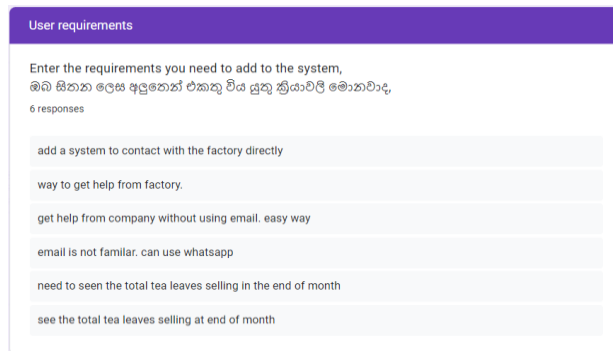 User requirements
Enter the requirements you need to add to the system,
ඔබ සිතන ලෙස අලුතෙන් එකතු විය යුතු ක්‍රියාවලි මොනවාද,
6 responses
add a system to contact with the factory directly
way to get help from factory.
get help from company without using email. easy way
email is not familar. can use whatsapp
need to seen the total tea leaves selling in the end of month
see the total tea leaves selling at end of month